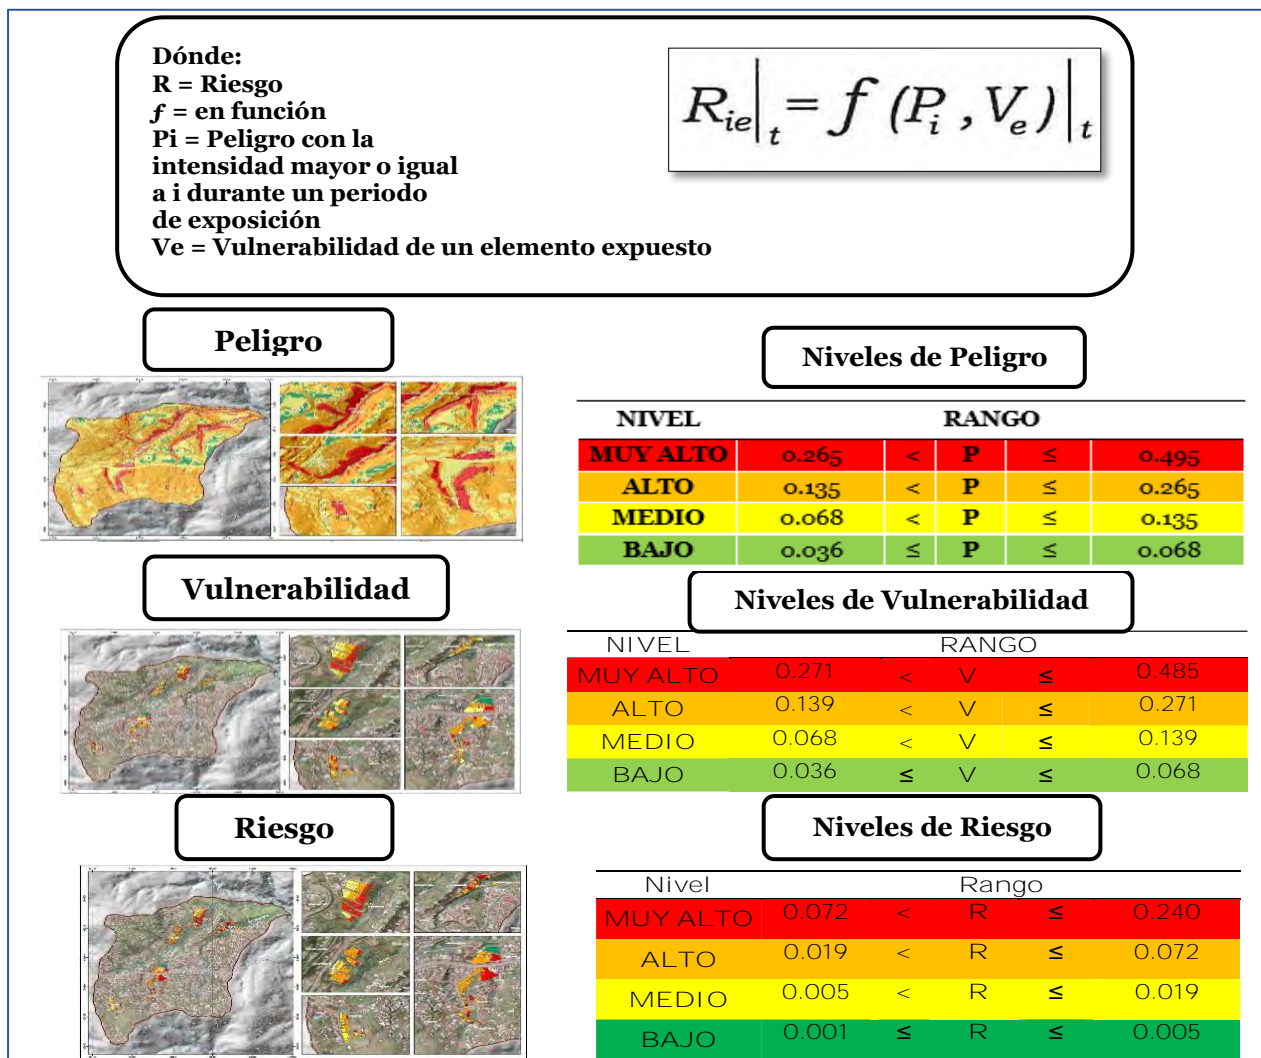 Dónde:
R = Riesgo
f = en función
Pi = Peligro con la
intensidad mayor o igual
a i durante un periodo
de exposición
Ve = Vulnerabilidad de un elemento expuesto
R_ie|_t = f (P_i , V_e)|_t
Peligro
Niveles de Peligro
NIVEL RANGO
MUY ALTO 0.265 < P ≤ 0.495
ALTO 0.135 < P ≤ 0.265
MEDIO 0.068 < P ≤ 0.135
BAJO 0.036 ≤ P ≤ 0.068
Vulnerabilidad
Niveles de Vulnerabilidad
NIVEL RANGO
MUY ALTO 0.271 < V ≤ 0.485
ALTO 0.139 < V ≤ 0.271
MEDIO 0.068 < V ≤ 0.139
BAJO 0.036 ≤ V ≤ 0.068
Riesgo
Niveles de Riesgo
Nivel Rango
MUY ALTO 0.072 < R ≤ 0.240
ALTO 0.019 < R ≤ 0.072
MEDIO 0.005 < R ≤ 0.019
BAJO 0.001 ≤ R ≤ 0.005